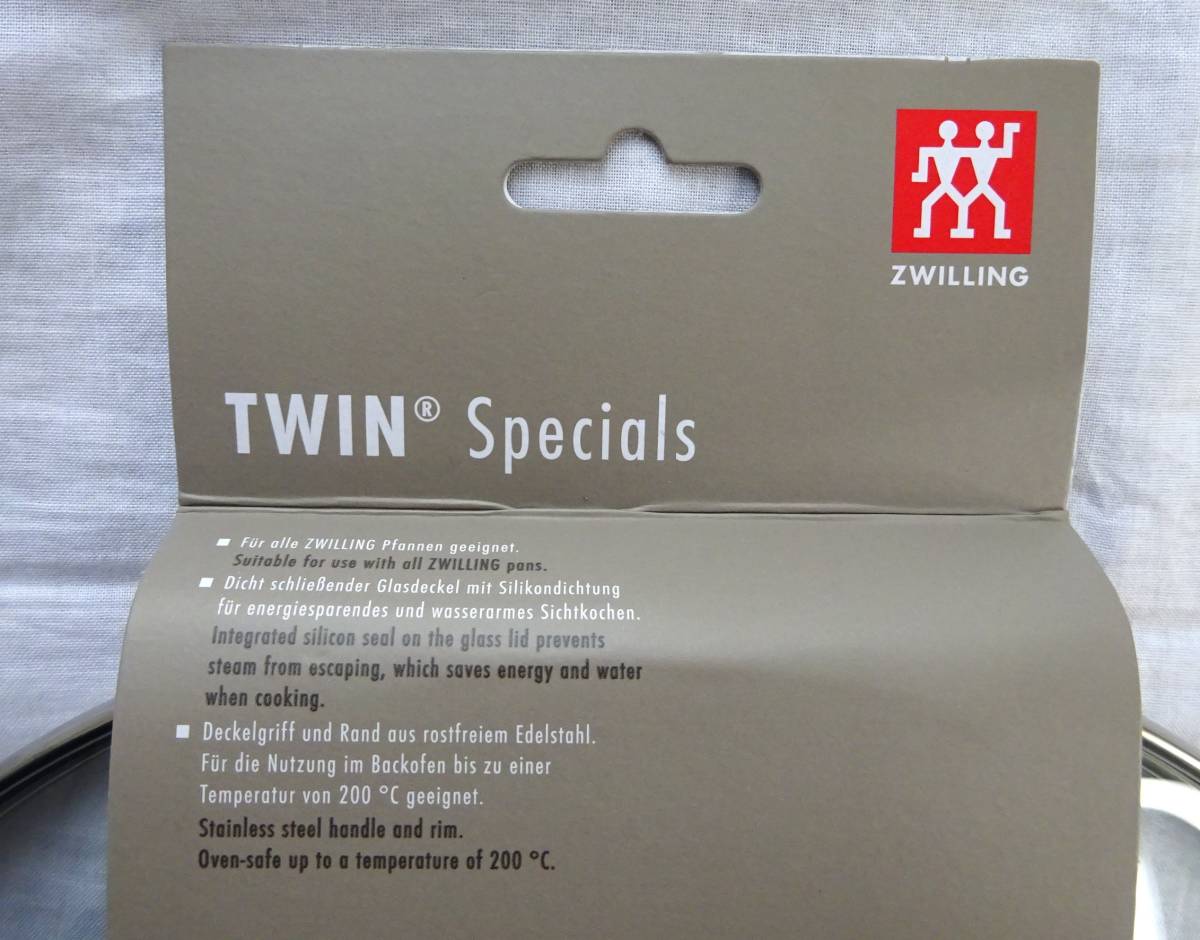 ZWILLING
TWIN® Specials
■ Für alle ZWILLING Pfannen geeignet.
Suitable for use with all ZWILLING pans.
■ Dicht schließender Glasdeckel mit Silikondichtung
für energiesparendes und wasserarmes Sichtkochen.
Integrated silicon seal on the glass lid prevents
steam from escaping, which saves energy and water
when cooking.
■ Deckelgriff und Rand aus rostfreiem Edelstahl.
Für die Nutzung im Backofen bis zu einer
Temperatur von 200 °C geeignet.
Stainless steel handle and rim.
Oven-safe up to a temperature of 200 °C.